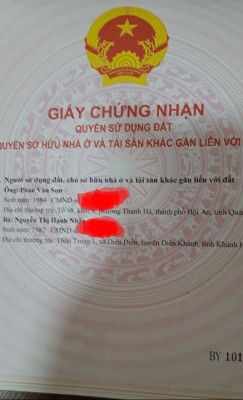 GIẤY CHỨNG NHẬN
QUYỀN SỬ DỤNG ĐẤT
QUYỀN SỞ HỮU NHÀ Ở VÀ TÀI SẢN KHÁC GẮN LIỀN VỚI
Người sử dụng đất, chủ sở hữu nhà ở và tài sản khác gắn liền với đất
Ông: Phan Văn Sơn
Sinh năm: 1984 CMND
Địa chỉ thường trú: Tổ 48, phường Thanh Hà, thành phố Hội An, tỉnh
Bà: Nguyễn Thị Hạnh
Sinh năm: 1982 CMND
Địa chỉ thường trú: Thôn Trung 1, xã Diên Điền, huyện Diên Khánh, tỉnh Khánh
BY 101